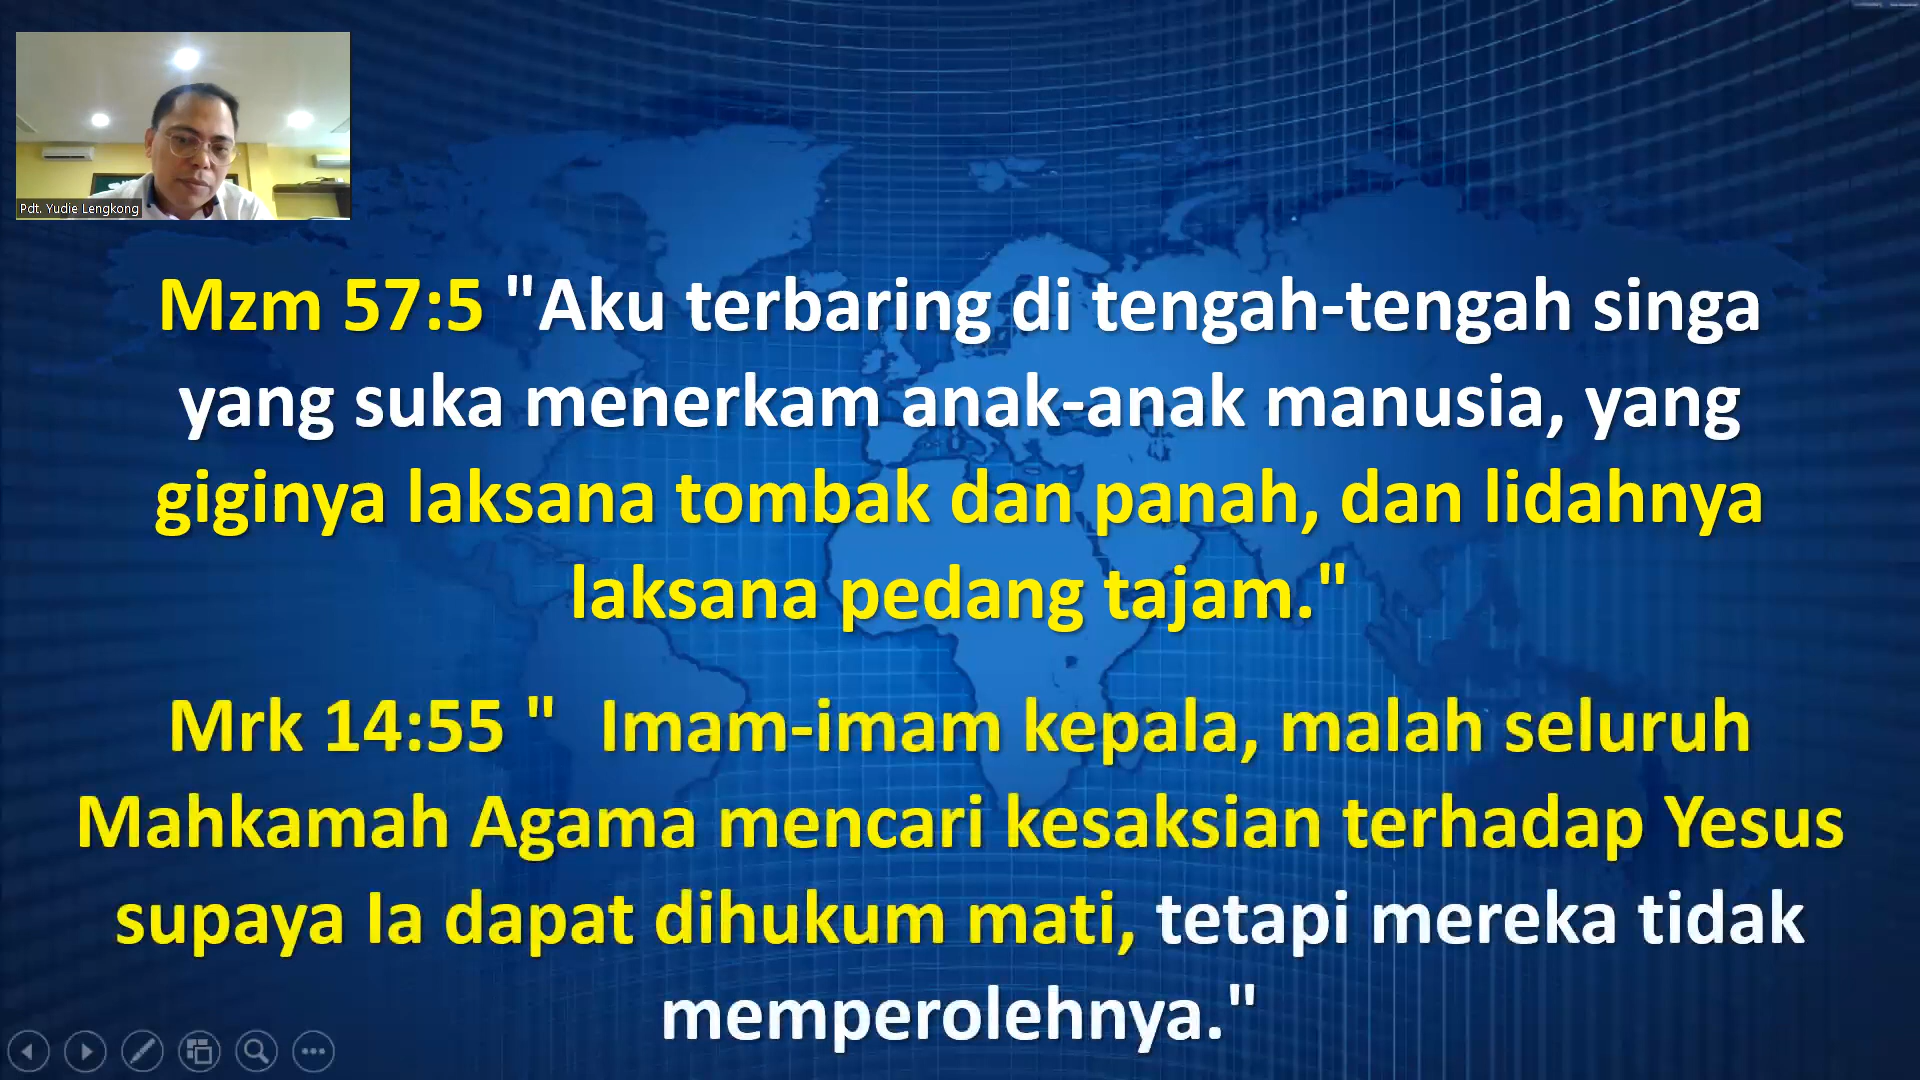 Pdt. Yudie Lengkong
Mzm 57:5 "Aku terbaring di tengah-tengah singa
yang suka menerkam anak-anak manusia, yang
giginya laksana tombak dan panah, dan lidahnya
laksana pedang tajam."
Mrk 14:55 " Imam-imam kepala, malah seluruh
Mahkamah Agama mencari kesaksian terhadap Yesus
supaya Ia dapat dihukum mati, tetapi mereka tidak
memperolehnya."